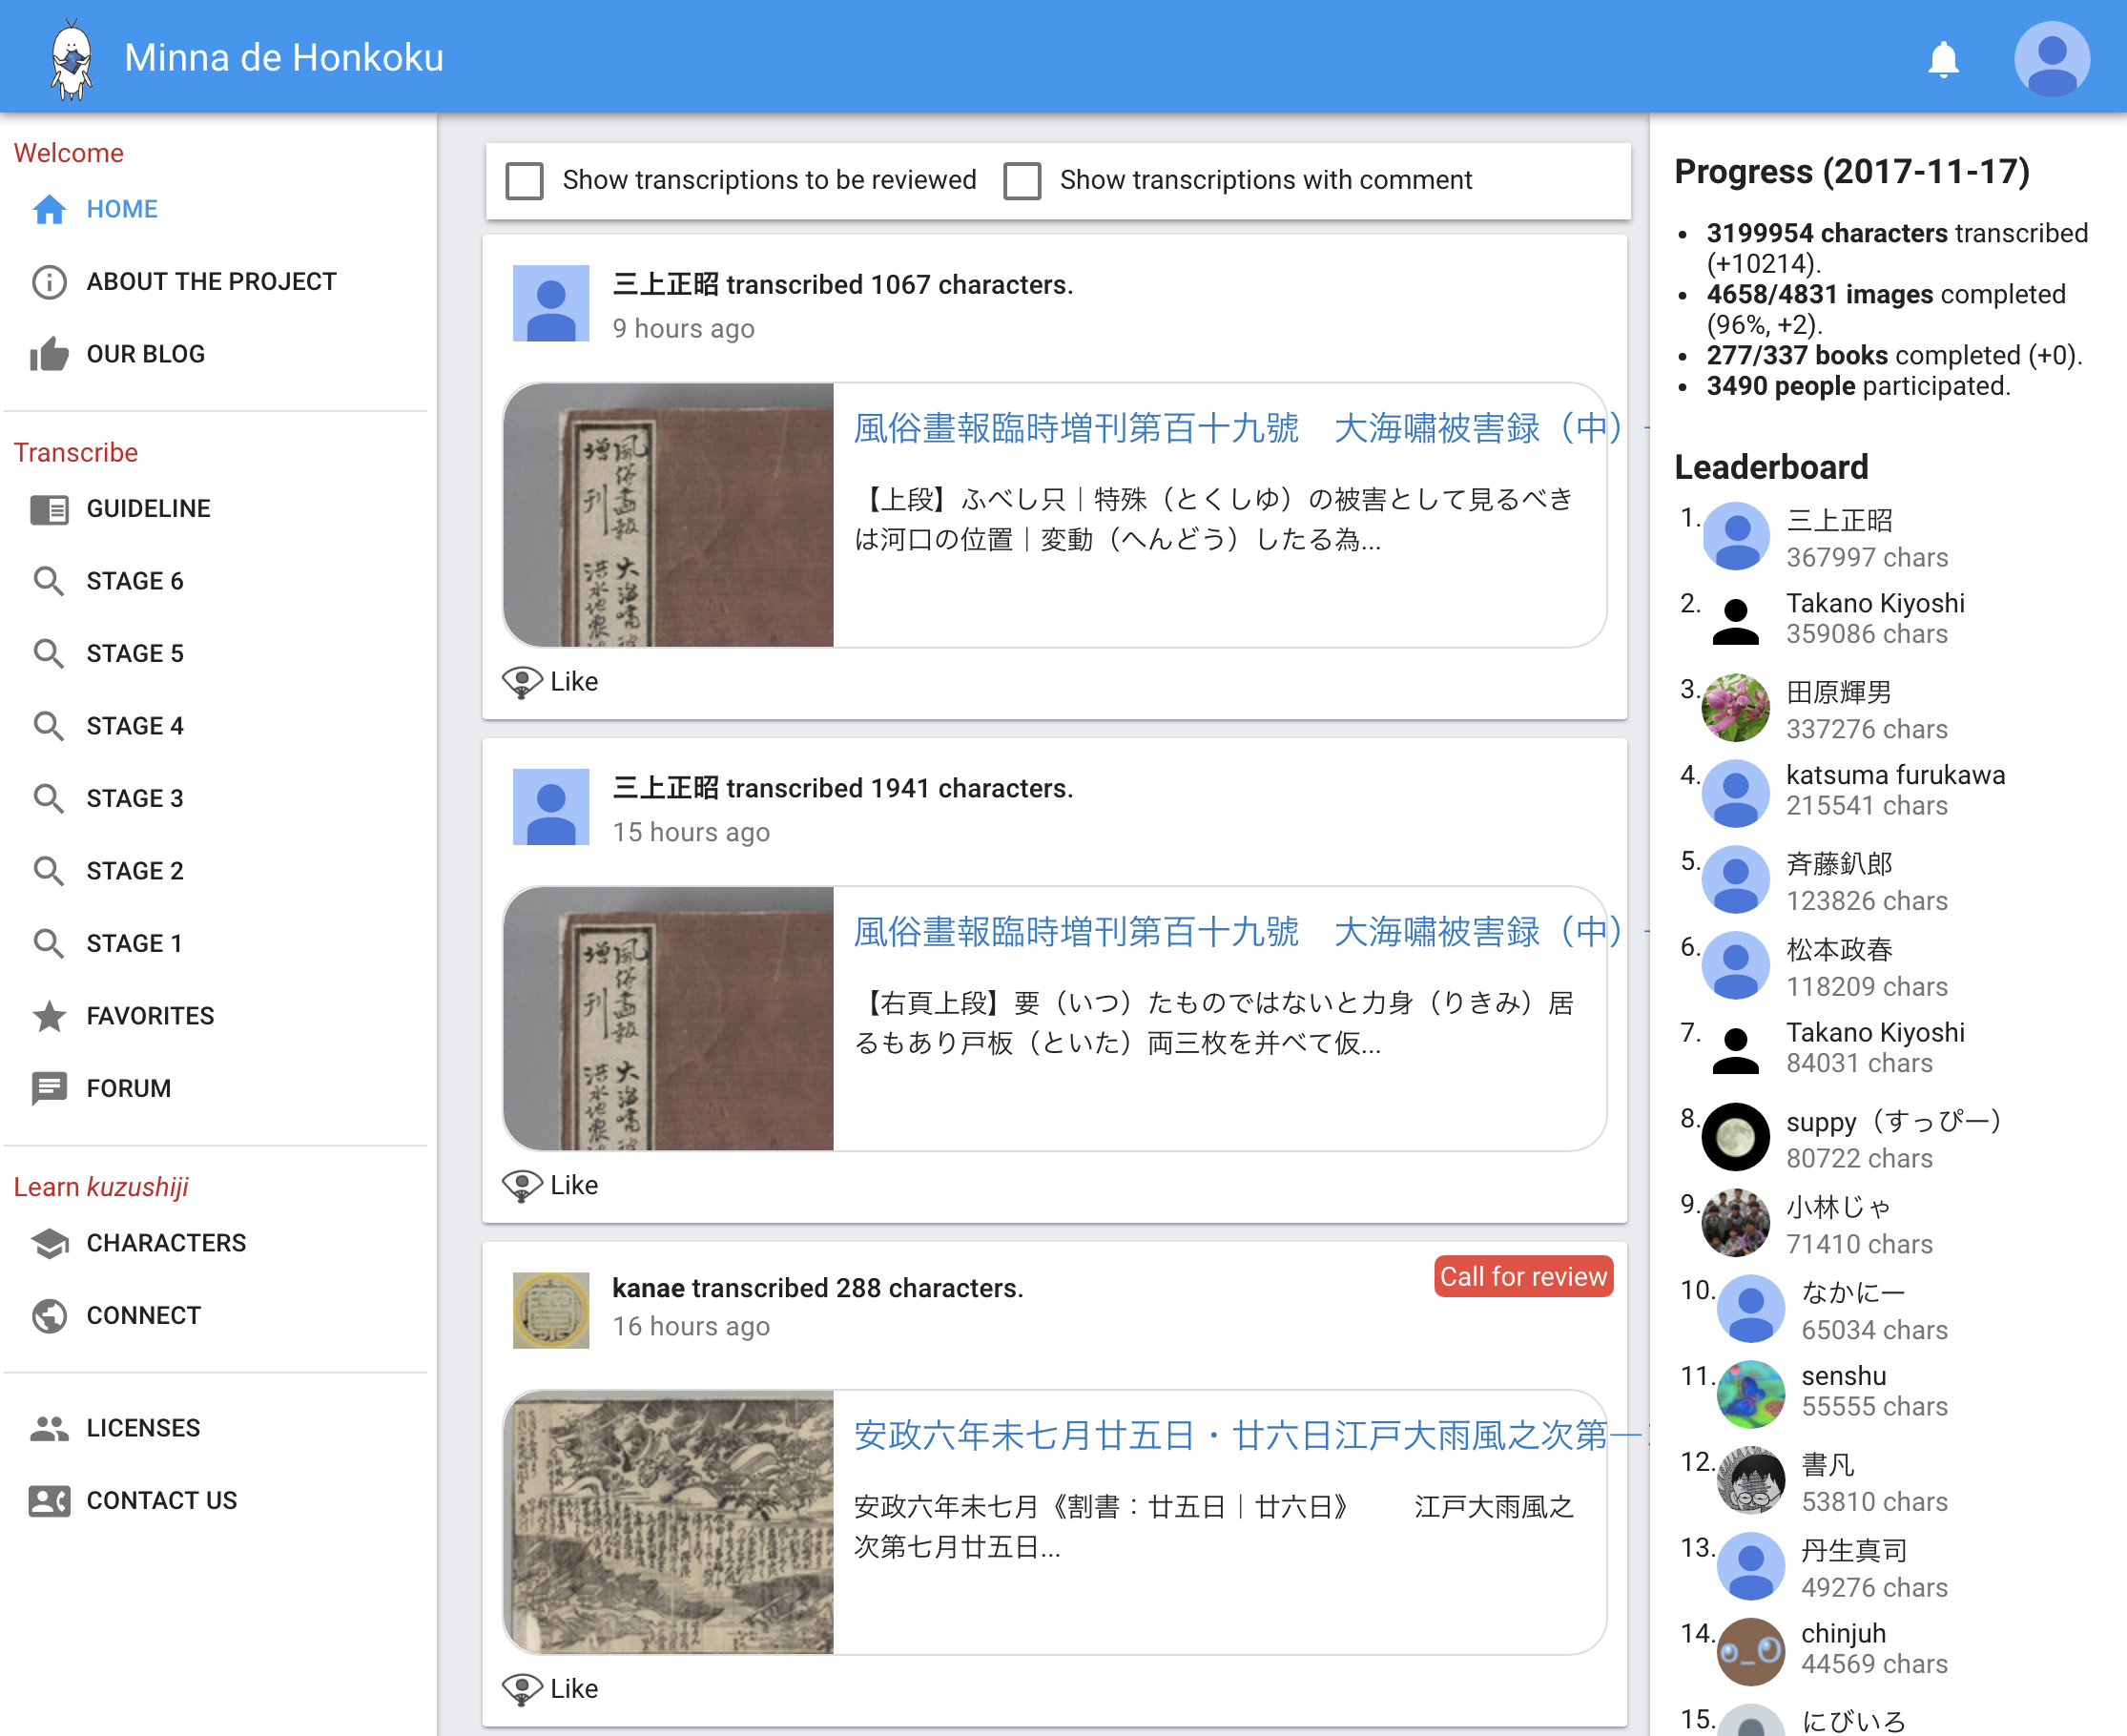 Minna de Honkoku
Welcome
HOME
ABOUT THE PROJECT
OUR BLOG
Transcribe
GUIDELINE
STAGE 6
STAGE 5
STAGE 4
STAGE 3
STAGE 2
STAGE 1
FAVORITES
FORUM
Learn kuzushiji
CHARACTERS
CONNECT
LICENSES
CONTACT US
Show transcriptions to be reviewed
Show transcriptions with comment
三上正昭 transcribed 1067 characters.
9 hours ago
風俗畫報臨時増刊第百十九號　大海嘯被害録（中）
【上段】ふべし只｜特殊（とくしゆ）の被害として見るべき
は河口の位置｜変動（へんどう）したる為...
Like
三上正昭 transcribed 1941 characters.
15 hours ago
風俗畫報臨時増刊第百十九號　大海嘯被害録（中）
【右頁上段】要（いつ）たものではないと力身（りきみ）居
るもあり戸板（といた）両三枚を并べて仮...
Like
kanae transcribed 288 characters.
16 hours ago
Call for review
安政六年未七月廿五日・廿六日江戸大雨風之次第
安政六年未七月《割書：廿五日｜廿六日》　　江戸大雨風之
次第七月廿五日...
Like
Progress (2017-11-17)
3199954 characters transcribed
(+10214).
4658/4831 images completed
(96%, +2).
277/337 books completed (+0).
3490 people participated.
Leaderboard
1. 三上正昭
367997 chars
2. Takano Kiyoshi
359086 chars
3. 田原輝男
337276 chars
4. katsuma furukawa
215541 chars
5. 斉藤釟郎
123826 chars
6. 松本政春
118209 chars
7. Takano Kiyoshi
84031 chars
8. suppy（すっぴー）
80722 chars
9. 小林じゃ
71410 chars
10. なかにー
65034 chars
11. senshu
55555 chars
12. 書凡
53810 chars
13. 丹生真司
49276 chars
14. chinjuh
44569 chars
15. にびいろ